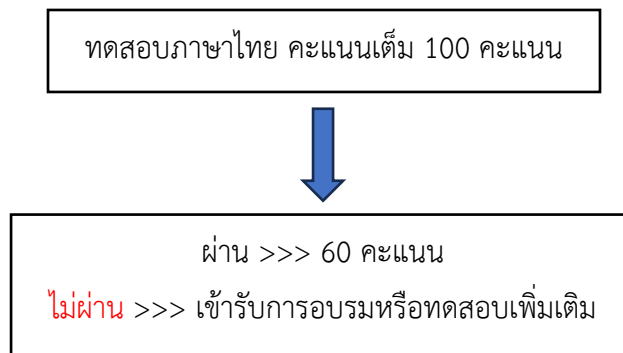 ทดสอบภาษาไทย คะแนนเต็ม 100 คะแนน
ผ่าน >>> 60 คะแนน
ไม่ผ่าน >>> เข้ารับการอบรมหรือทดสอบเพิ่มเติม